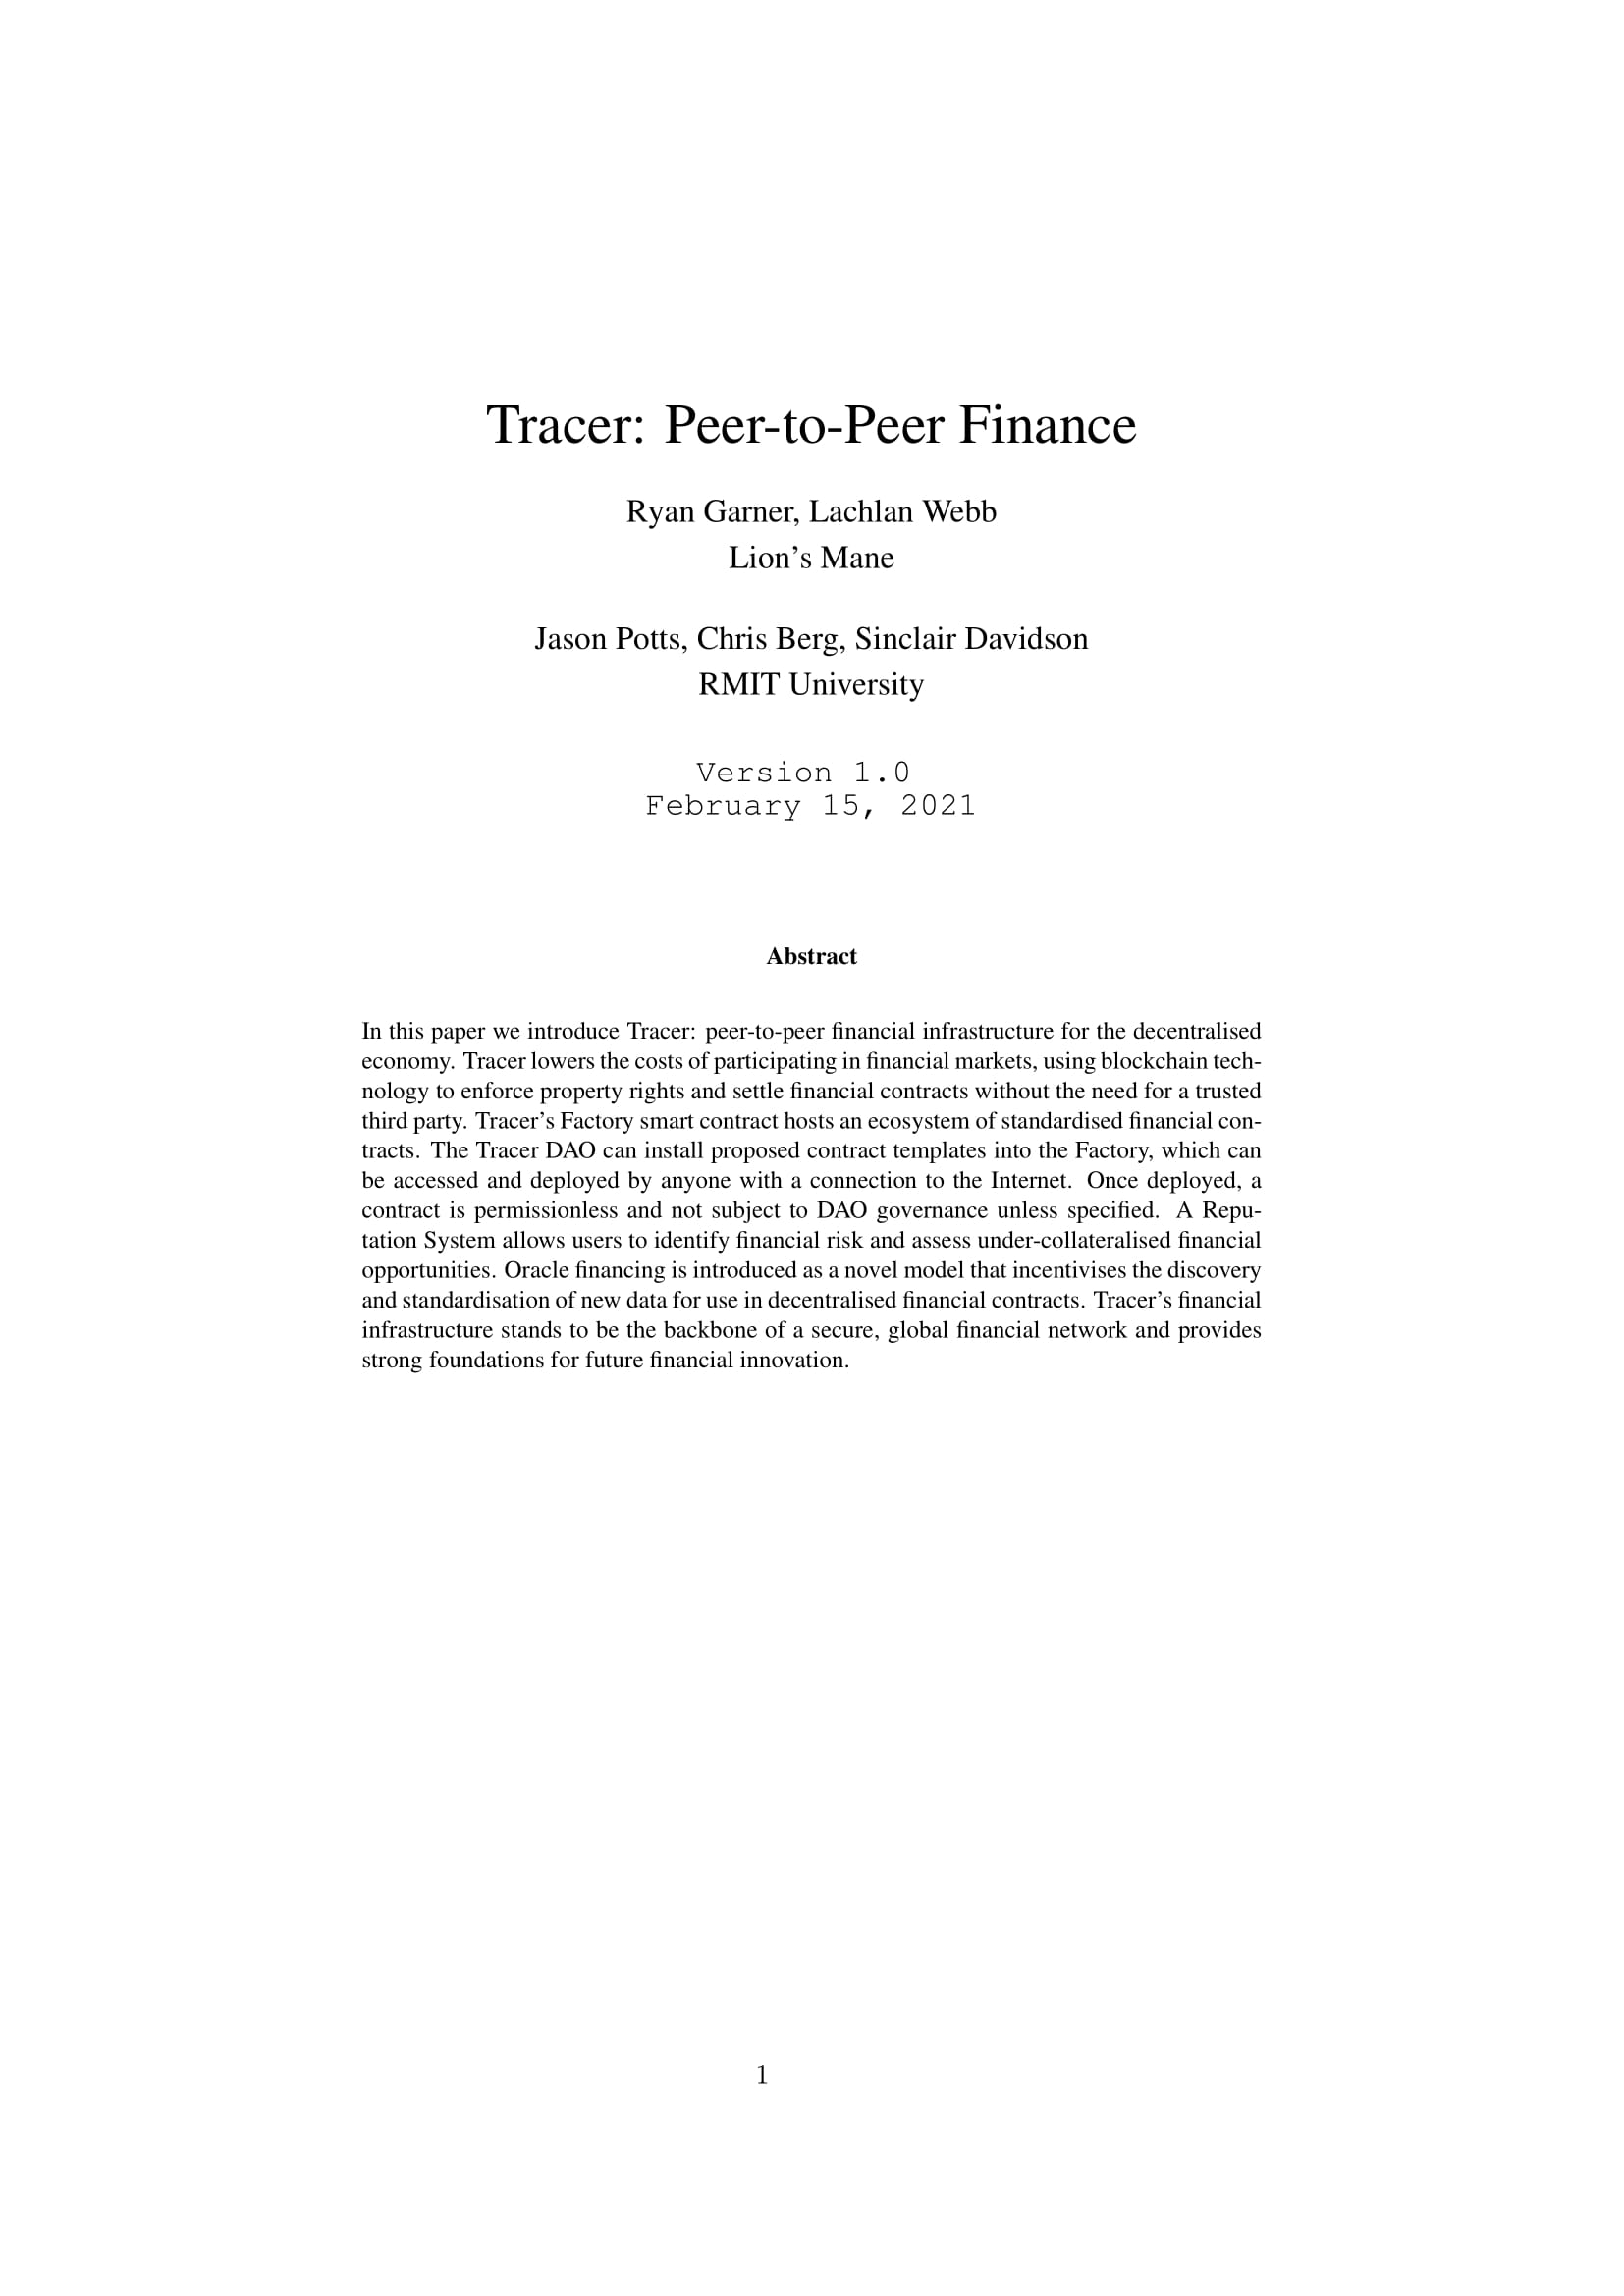 Tracer: Peer-to-Peer Finance
Ryan Garner, Lachlan Webb
Lion's Mane
Jason Potts, Chris Berg, Sinclair Davidson
RMIT University
Version 1.0
February 15, 2021
Abstract
In this paper we introduce Tracer: peer-to-peer financial infrastructure for the decentralised
economy. Tracer lowers the costs of participating in financial markets, using blockchain tech-
nology to enforce property rights and settle financial contracts without the need for a trusted
third party. Tracer's Factory smart contract hosts an ecosystem of standardised financial con-
tracts. The Tracer DAO can install proposed contract templates into the Factory, which can
be accessed and deployed by anyone with a connection to the Internet. Once deployed, a
contract is permissionless and not subject to DAO governance unless specified. A Repu-
tation System allows users to identify financial risk and assess under-collateralised financial
opportunities. Oracle financing is introduced as a novel model that incentivises the discovery
and standardisation of new data for use in decentralised financial contracts. Tracer's financial
infrastructure stands to be the backbone of a secure, global financial network and provides
strong foundations for future financial innovation.
1